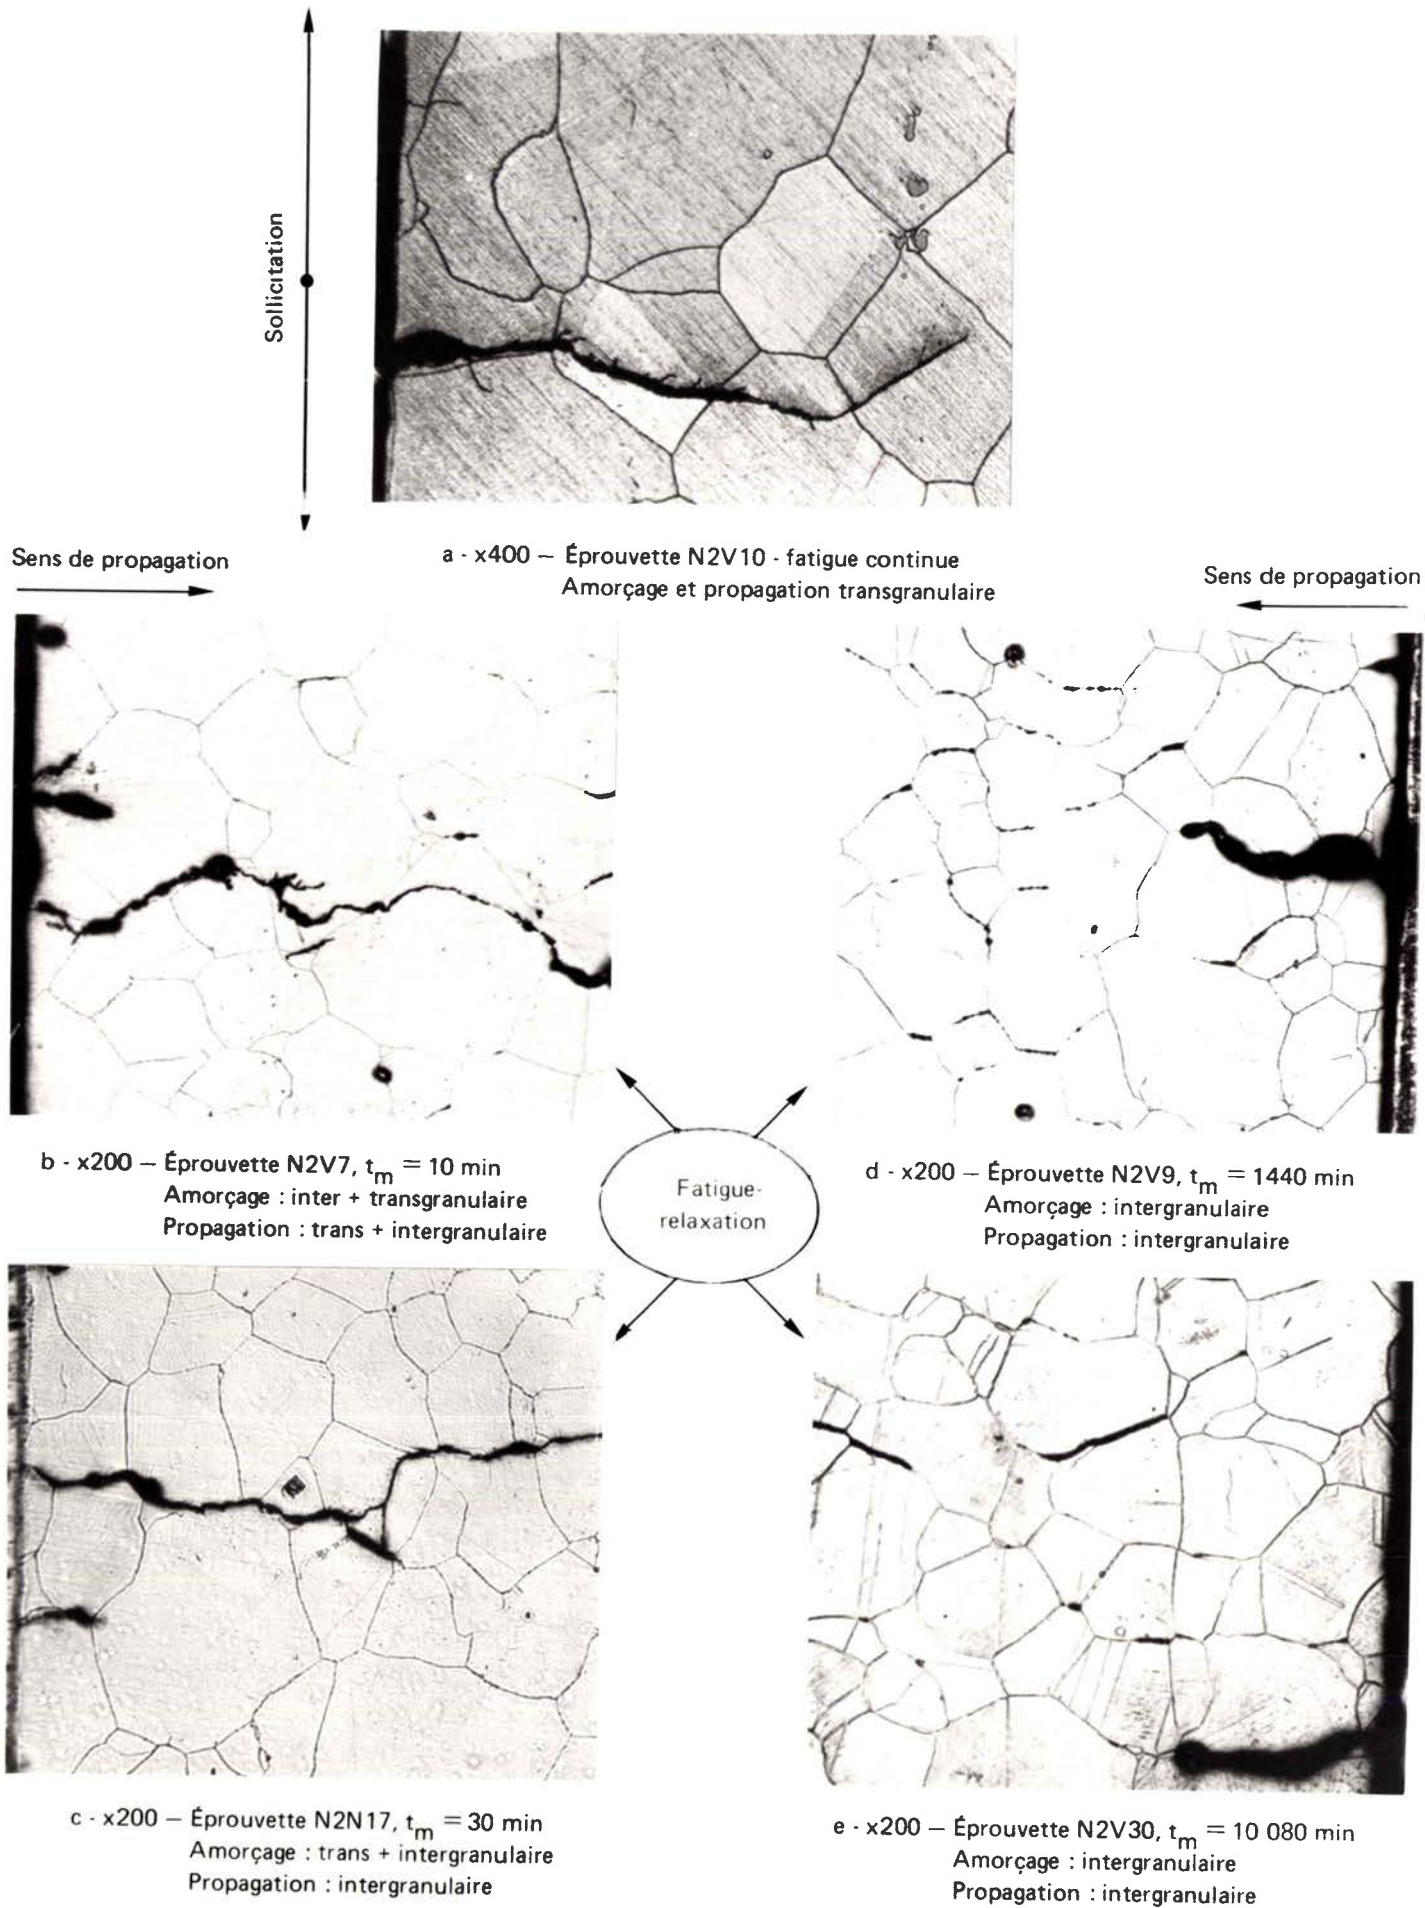 Sollicitation
a - x400 — Éprouvette N2V10 - fatigue continue
Amorçage et propagation transgranulaire
Sens de propagation
Sens de propagation
b - x200 — Éprouvette N2V7, tm = 10 min
Amorçage : inter + transgranulaire
Propagation : trans + intergranulaire
d - x200 — Éprouvette N2V9, tm = 1440 min
Amorçage : intergranulaire
Propagation : intergranulaire
Fatigue-
relaxation
c - x200 — Éprouvette N2N17, tm = 30 min
Amorçage : trans + intergranulaire
Propagation : intergranulaire
e - x200 — Éprouvette N2V30, tm = 10 080 min
Amorçage : intergranulaire
Propagation : intergranulaire